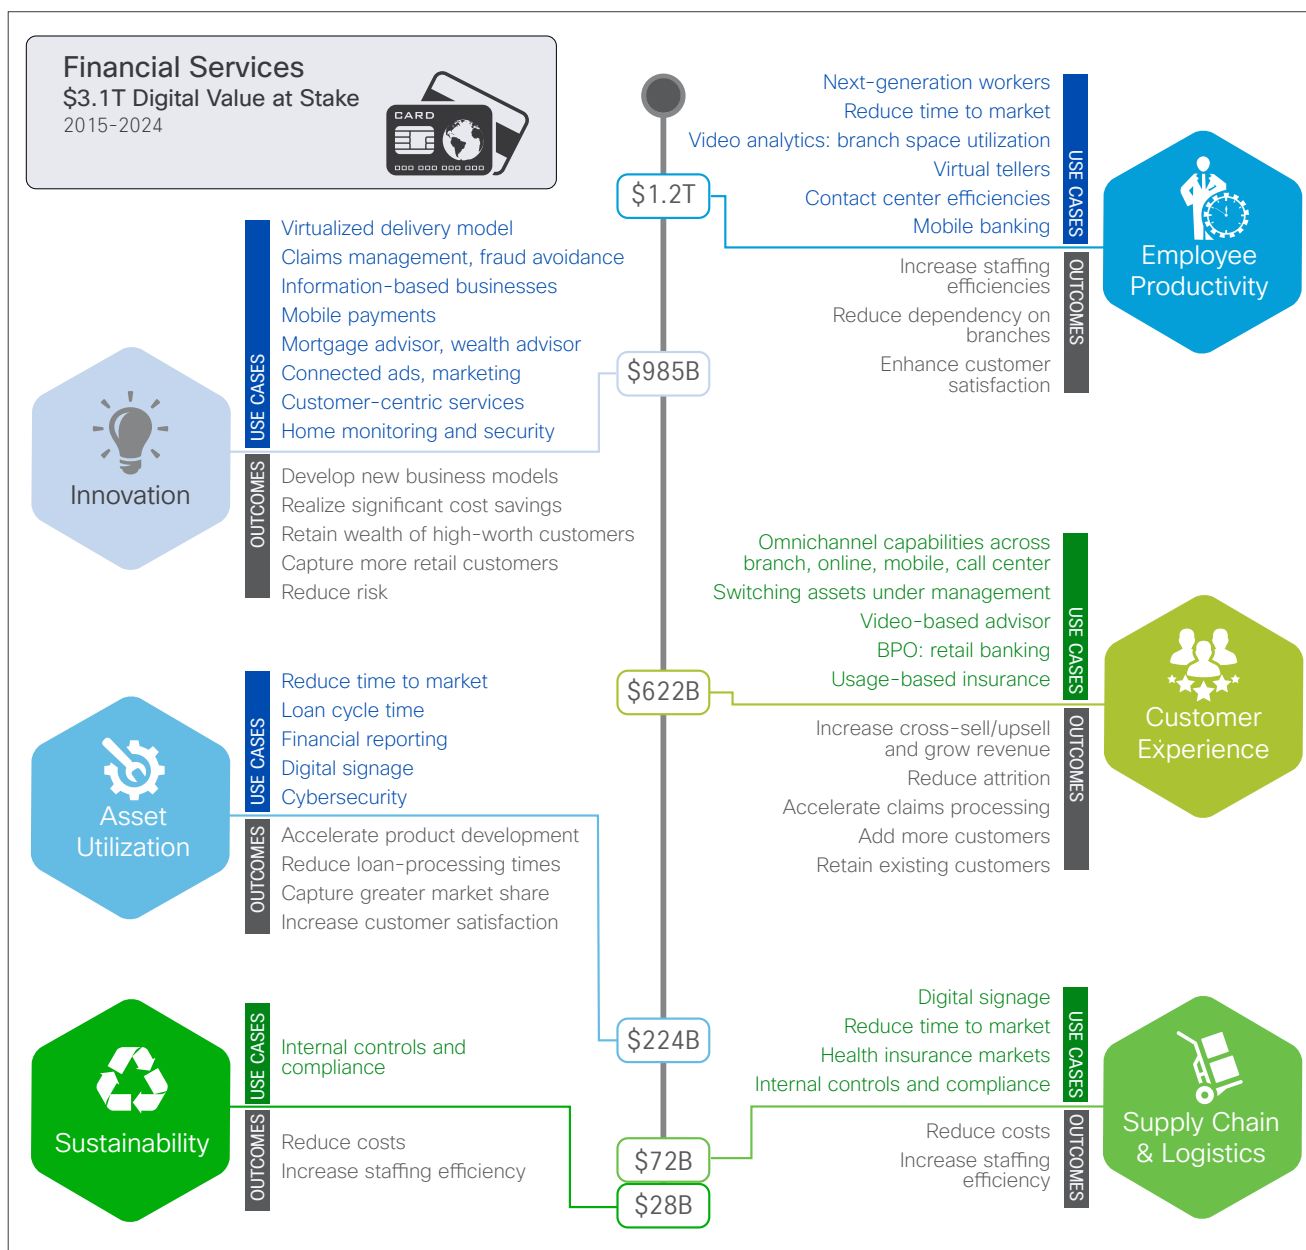 Financial Services
$3.1T Digital Value at Stake
2015-2024
CARD
$1.2T
Next-generation workers
Reduce time to market
Video analytics: branch space utilization
Virtual tellers
Contact center efficiencies
Mobile banking
USE CASES
Increase staffing
efficiencies
Reduce dependency on
branches
Enhance customer
satisfaction
OUTCOMES
Employee
Productivity
Virtualized delivery model
Claims management, fraud avoidance
Information-based businesses
Mobile payments
Mortgage advisor, wealth advisor
Connected ads, marketing
Customer-centric services
Home monitoring and security
USE CASES
Develop new business models
Realize significant cost savings
Retain wealth of high-worth customers
Capture more retail customers
Reduce risk
OUTCOMES
Innovation
$985B
Omnichannel capabilities across
branch, online, mobile, call center
Switching assets under management
Video-based advisor
BPO: retail banking
Usage-based insurance
USE CASES
Increase cross-sell/upsell
and grow revenue
Reduce attrition
Accelerate claims processing
Add more customers
Retain existing customers
OUTCOMES
Customer
Experience
$622B
Reduce time to market
Loan cycle time
Financial reporting
Digital signage
Cybersecurity
USE CASES
Accelerate product development
Reduce loan-processing times
Capture greater market share
Increase customer satisfaction
OUTCOMES
Asset
Utilization
$224B
Digital signage
Reduce time to market
Health insurance markets
Internal controls and compliance
USE CASES
Reduce costs
Increase staffing
efficiency
OUTCOMES
Supply Chain
& Logistics
$72B
Internal controls and
compliance
USE CASES
Reduce costs
Increase staffing efficiency
OUTCOMES
Sustainability
$28B